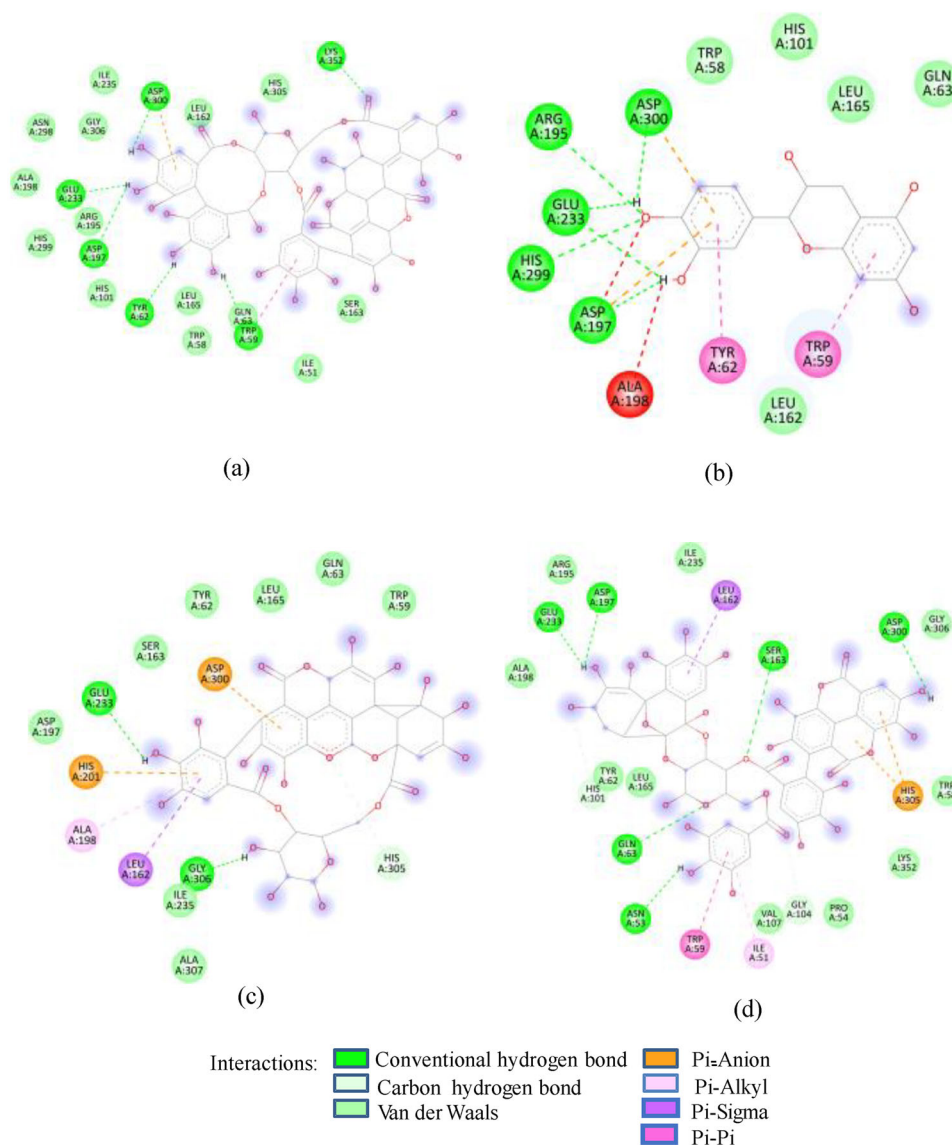 LYS
A:352
ILE
A:235
ASP
A:300
HIS
A:305
LEU
A:162
ASN
A:298
GLY
A:306
ALA
A:198
GLU
A:233
ARG
A:195
HIS
A:299
ASP
A:197
HIS
A:101
LEU
A:165
TYR
A:62
GLN
A:63
TRP
A:59
SER
A:163
TRP
A:58
ILE
A:51
H
H
H
H
(a)
HIS
A:101
TRP
A:58
GLN
A:63
LEU
A:165
ASP
A:300
ARG
A:195
GLU
A:233
HIS
A:299
ASP
A:197
TYR
A:62
TRP
A:59
ALA
A:198
LEU
A:162
H
H
O
O
O
O
O
O
(b)
GLN
A:63
LEU
A:165
TRP
A:59
TYR
A:62
SER
A:163
ASP
A:300
GLU
A:233
ASP
A:197
HIS
A:201
ALA
A:198
LEU
A:162
GLY
A:306
HIS
A:305
ILE
A:235
ALA
A:307
H
H
(c)
ILE
A:235
ARG
A:195
ASP
A:197
LEU
A:162
GLU
A:233
ASP
A:300
GLY
A:306
SER
A:163
ALA
A:198
TYR
A:62
HIS
A:101
LEU
A:165
HIS
A:305
GLN
A:63
LYS
A:352
ASN
A:53
VAL
A:107
GLY
A:104
PRO
A:54
TRP
A:59
ILE
A:51
H
H
H
(d)
Interactions:
Conventional hydrogen bond
Carbon hydrogen bond
Van der Waals
Pi-Anion
Pi-Alkyl
Pi-Sigma
Pi-Pi